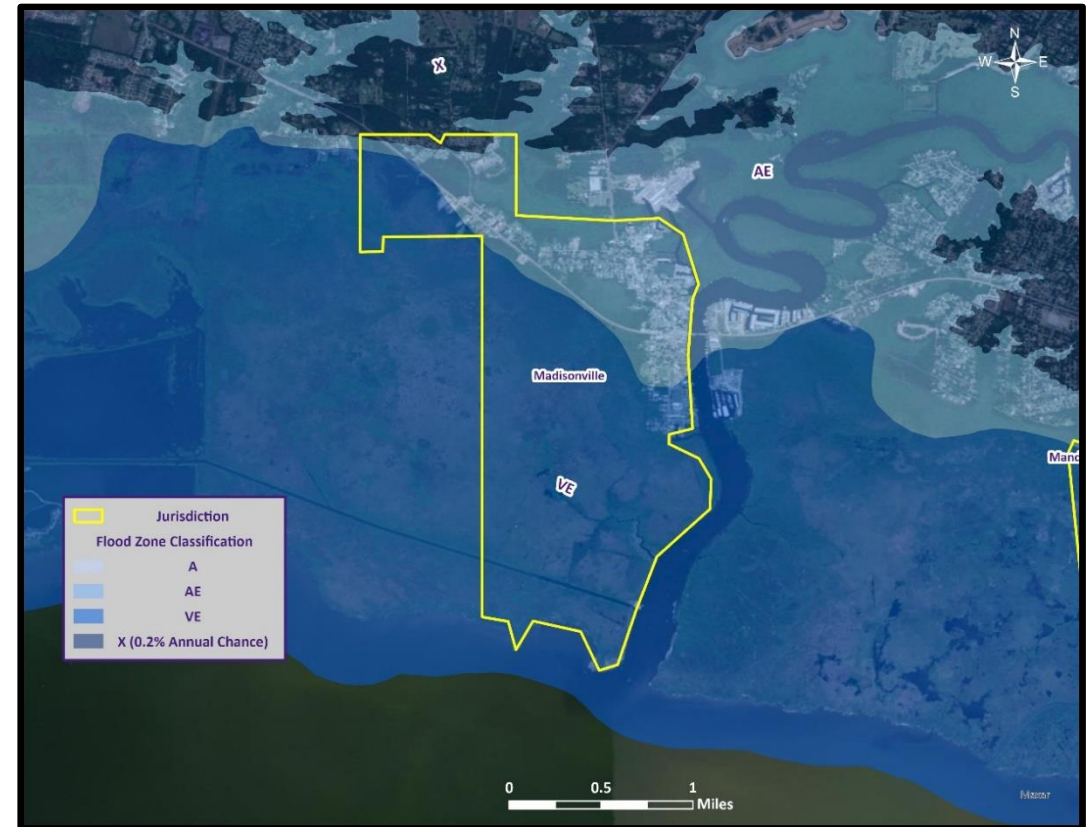 N
W E
S
X
AE
Madisonville
VE
Mand
Jurisdiction
Flood Zone Classification
A
AE
VE
X (0.2% Annual Chance)
0 0.5 1
Miles
Maxar